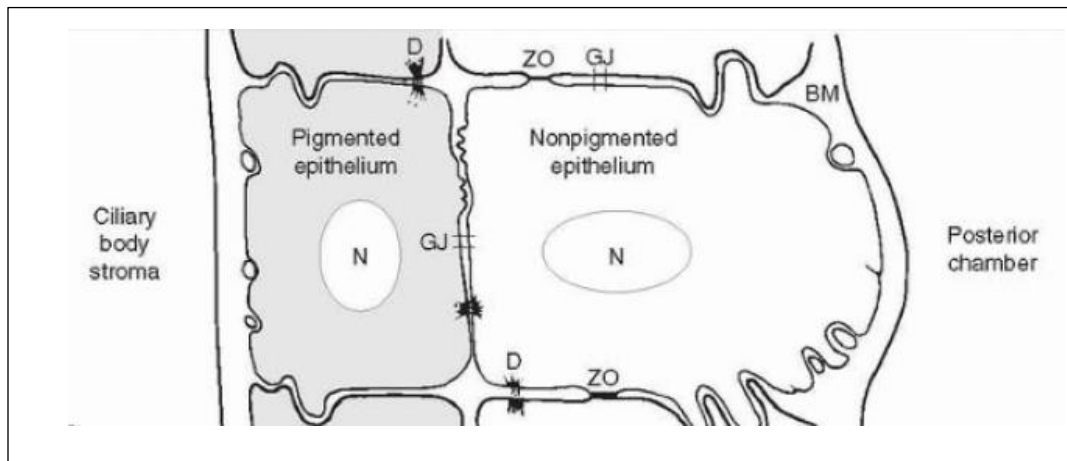 D
ZO
GJ
BM
Pigmented
epithelium
Nonpigmented
epithelium
Ciliary
body
stroma
N
GJ
N
Posterior
chamber
D
ZO